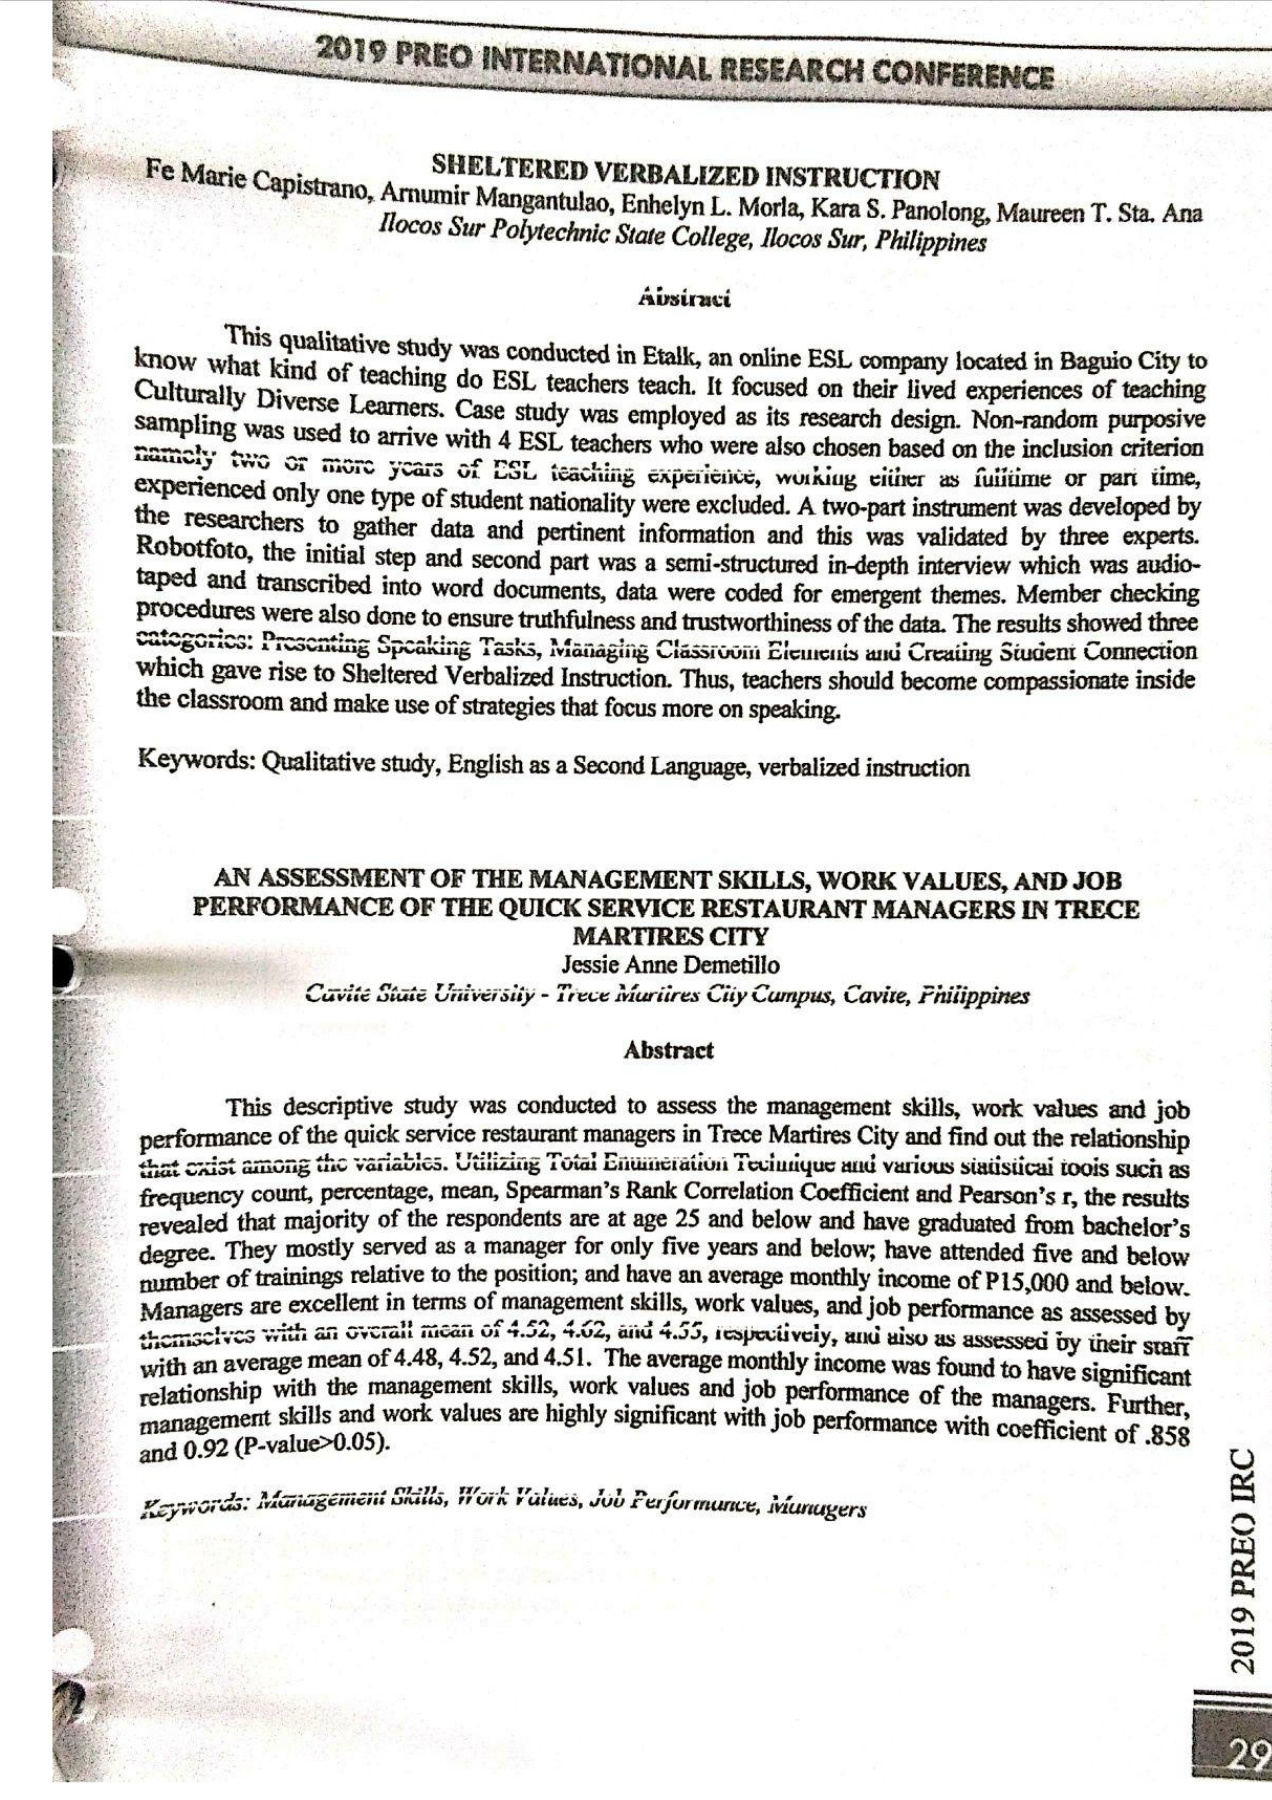 2019 PREO INTERNATIONAL RESEARCH CONFERENCE
SHELTERED VERBALIZED INSTRUCTION
Fe Marie Capistrano, Arnumir Mangantulao, Enhelyn L. Morla, Kara S. Panolong, Maureen T. Sta. Ana
Ilocos Sur Polytechnic State College, Ilocos Sur, Philippines
Abstract
This qualitative study was conducted in Etalk, an online ESL company located in Baguio City to
know what kind of teaching do ESL teachers teach. It focused on their lived experiences of teaching
Culturally Diverse Learners. Case study was employed as its research design. Non-random purposive
sampling was used to arrive with 4 ESL teachers who were also chosen based on the inclusion criterion
namely two or more years of ESL teaching experience, working either as fulltime or part time,
experienced only one type of student nationality were excluded. A two-part instrument was developed by
the researchers to gather data and pertinent information and this was validated by three experts.
Robotfoto, the initial step and second part was a semi-structured in-depth interview which was audio-
taped and transcribed into word documents, data were coded for emergent themes. Member checking
procedures were also done to ensure truthfulness and trustworthiness of the data. The results showed three
categories: Presenting Speaking Tasks, Managing Classroom Elements and Creating Student Connection
which gave rise to Sheltered Verbalized Instruction. Thus, teachers should become compassionate inside
the classroom and make use of strategies that focus more on speaking.
Keywords: Qualitative study, English as a Second Language, verbalized instruction
AN ASSESSMENT OF THE MANAGEMENT SKILLS, WORK VALUES, AND JOB
PERFORMANCE OF THE QUICK SERVICE RESTAURANT MANAGERS IN TRECE
MARTIRES CITY
Jessie Anne Demetillo
Cavite State University - Trece Martires City Campus, Cavite, Philippines
Abstract
This descriptive study was conducted to assess the management skills, work values and job
performance of the quick service restaurant managers in Trece Martires City and find out the relationship
that exist among the variables. Utilizing Total Enumeration Technique and various statistical tools such as
frequency count, percentage, mean, Spearman's Rank Correlation Coefficient and Pearson's r, the results
revealed that majority of the respondents are at age 25 and below and have graduated from bachelor's
degree. They mostly served as a manager for only five years and below; have attended five and below
number of trainings relative to the position; and have an average monthly income of P15,000 and below.
Managers are excellent in terms of management skills, work values, and job performance as assessed by
themselves with an overall mean of 4.52, 4.62, and 4.55, respectively, and also as assessed by their staff
with an average mean of 4.48, 4.52, and 4.51. The average monthly income was found to have significant
relationship with the management skills, work values and job performance of the managers. Further,
management skills and work values are highly significant with job performance with coefficient of .858
and 0.92 (P-value>0.05).
Keywords: Management Skills, Work Values, Job Performance, Managers
2019 PREO IRC
29